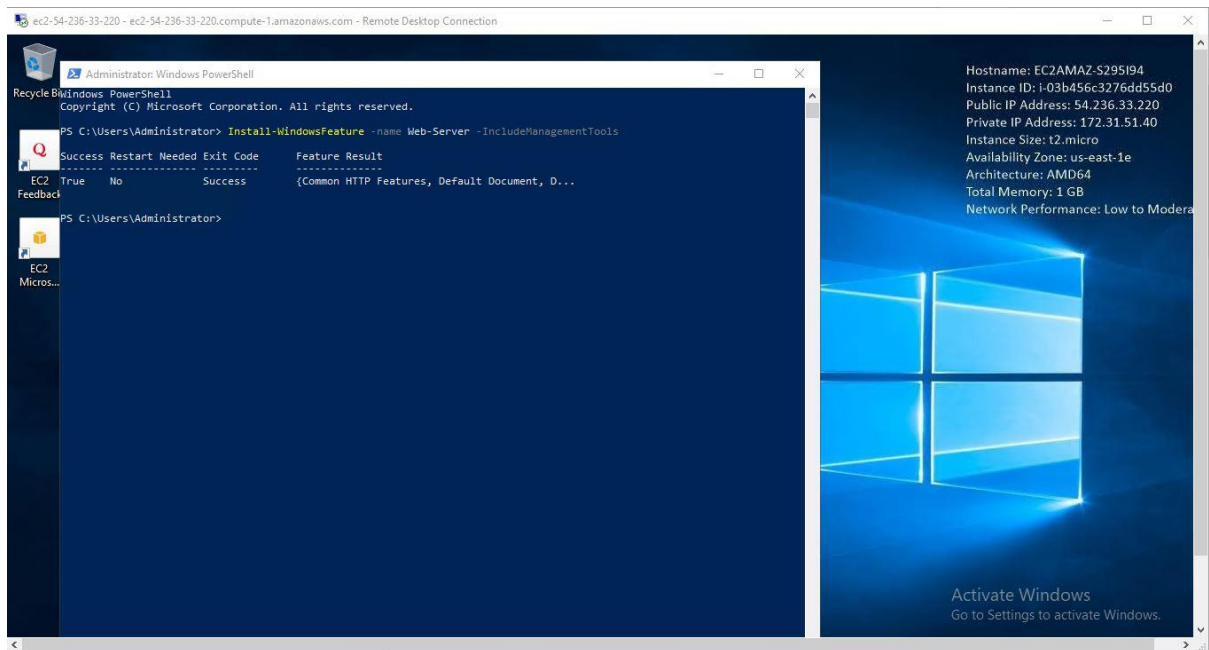 ec2-54-236-33-220 - ec2-54-236-33-220.compute-1.amazonaws.com - Remote Desktop Connection
Recycle Bi
EC2
Feedback
EC2
Micros...
Administrator: Windows PowerShell
Windows PowerShell
Copyright (C) Microsoft Corporation. All rights reserved.
PS C:\Users\Administrator> Install-WindowsFeature -name Web-Server -IncludeManagementTools
Success Restart Needed Exit Code      Feature Result
------- -------------- ---------      --------------
True    No             Success        {Common HTTP Features, Default Document, D...
PS C:\Users\Administrator>
Hostname: EC2AMAZ-S295I94
Instance ID: i-03b456c3276dd55d0
Public IP Address: 54.236.33.220
Private IP Address: 172.31.51.40
Instance Size: t2.micro
Availability Zone: us-east-1e
Architecture: AMD64
Total Memory: 1 GB
Network Performance: Low to Modera
Activate Windows
Go to Settings to activate Windows.